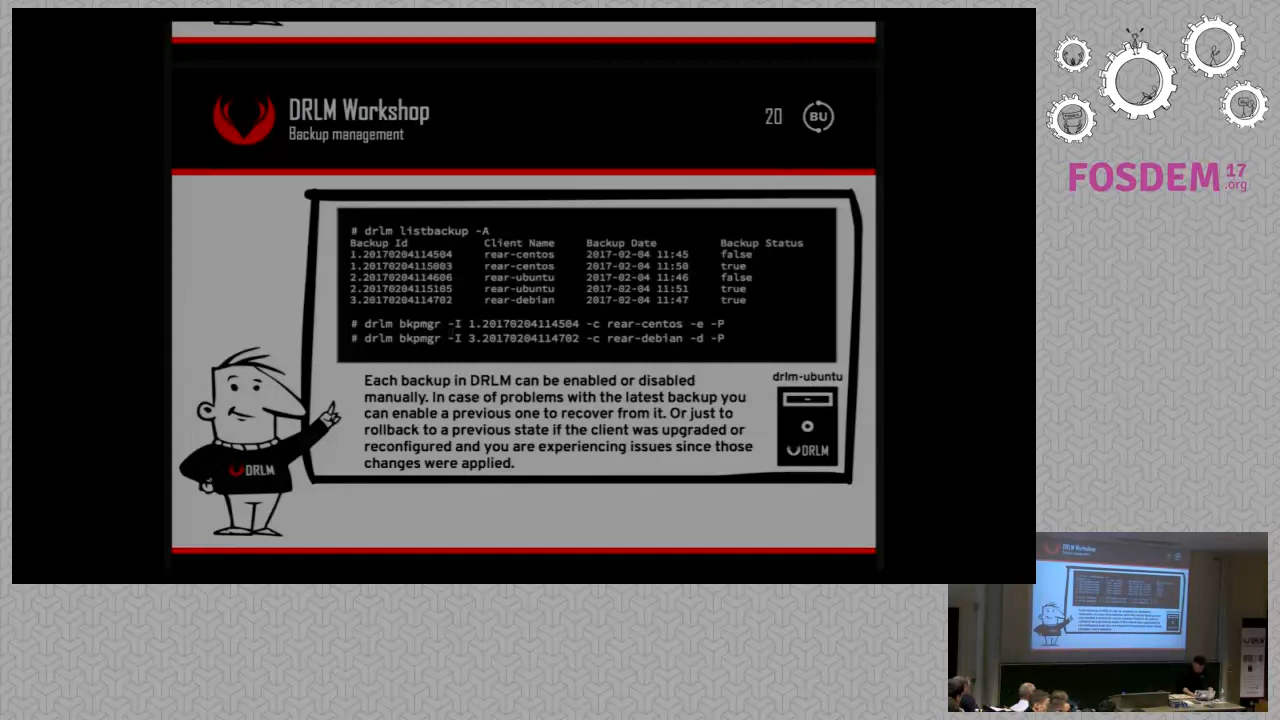 DRLM Workshop
Backup management
20
BU
# drlm listbackup -A
Backup Id Client Name Backup Date Backup Status
1.20170204114504 rear-centos 2017-02-04 11:45 false
1.20170204115003 rear-centos 2017-02-04 11:50 true
2.20170204114606 rear-ubuntu 2017-02-04 11:46 false
2.20170204115105 rear-ubuntu 2017-02-04 11:51 true
3.20170204114702 rear-debian 2017-02-04 11:47 true
# drlm bkpmgr -I 1.20170204114504 -c rear-centos -e -P
# drlm bkpmgr -I 3.20170204114702 -c rear-debian -d -P
Each backup in DRLM can be enabled or disabled
manually. In case of problems with the latest backup you
can enable a previous one to recover from it. Or just to
rollback to a previous state if the client was upgraded or
reconfigured and you are experiencing issues since those
changes were applied.
drlm-ubuntu
DRLM
DRLM
FOSDEM 17
.org
DRLM Workshop
DRLM